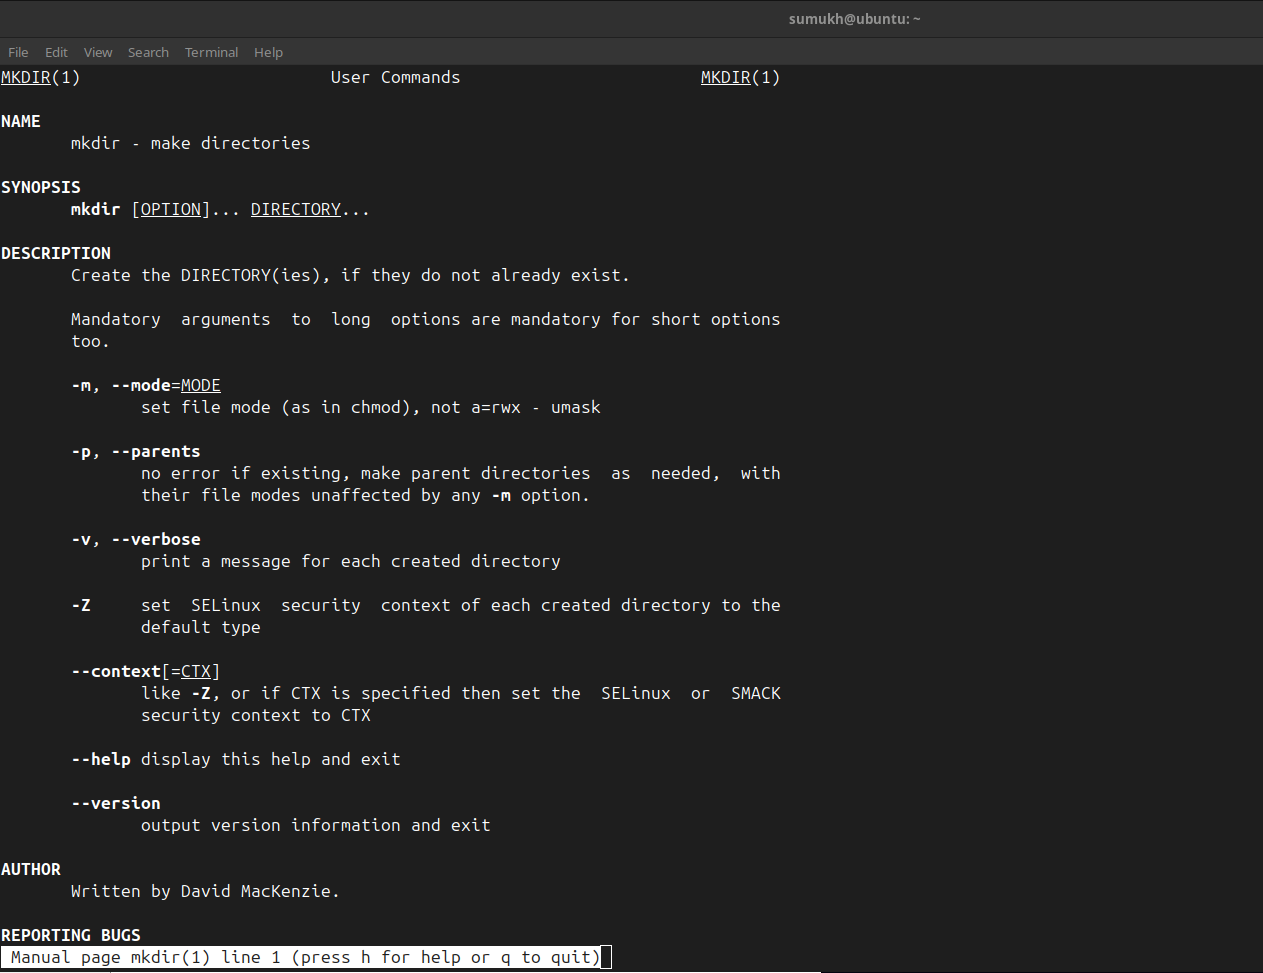 sumukh@ubuntu: ~
File Edit View Search Terminal Help
MKDIR(1) User Commands MKDIR(1)
NAME
mkdir - make directories
SYNOPSIS
mkdir [OPTION]... DIRECTORY...
DESCRIPTION
Create the DIRECTORY(ies), if they do not already exist.
Mandatory arguments to long options are mandatory for short options
too.
-m, --mode=MODE
set file mode (as in chmod), not a=rwx - umask
-p, --parents
no error if existing, make parent directories as needed, with
their file modes unaffected by any -m option.
-v, --verbose
print a message for each created directory
-Z set SELinux security context of each created directory to the
default type
--context[=CTX]
like -Z, or if CTX is specified then set the SELinux or SMACK
security context to CTX
--help display this help and exit
--version
output version information and exit
AUTHOR
Written by David MacKenzie.
REPORTING BUGS
Manual page mkdir(1) line 1 (press h for help or q to quit)